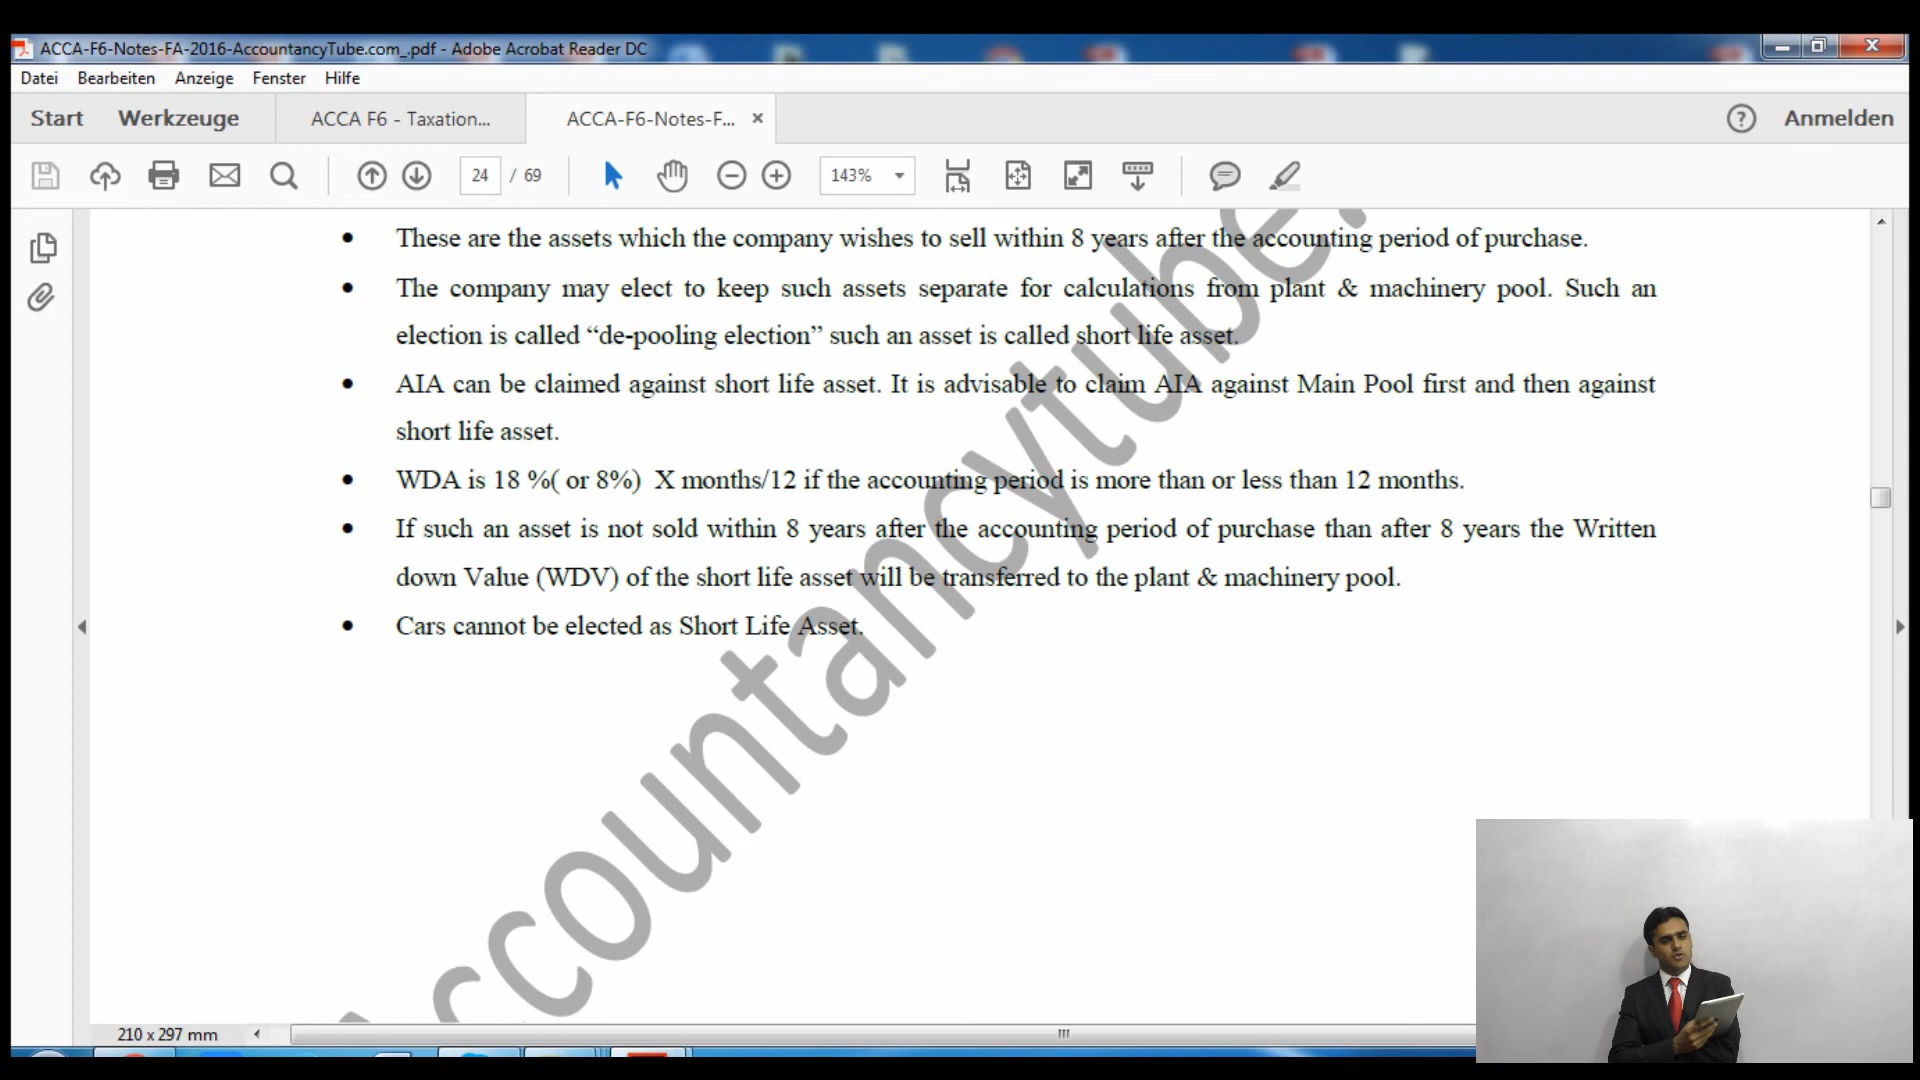 ACCA-F6-Notes-FA-2016-AccountancyTube.com_.pdf - Adobe Acrobat Reader DC
Datei Bearbeiten Anzeige Fenster Hilfe
Start Werkzeuge ACCA F6 - Taxation... ACCA-F6-Notes-F... Anmelden
24 / 69 143%
• These are the assets which the company wishes to sell within 8 years after the accounting period of purchase.
• The company may elect to keep such assets separate for calculations from plant & machinery pool. Such an
election is called “de-pooling election” such an asset is called short life asset.
• AIA can be claimed against short life asset. It is advisable to claim AIA against Main Pool first and then against
short life asset.
• WDA is 18 %( or 8%) X months/12 if the accounting period is more than or less than 12 months.
• If such an asset is not sold within 8 years after the accounting period of purchase than after 8 years the Written
down Value (WDV) of the short life asset will be transferred to the plant & machinery pool.
• Cars cannot be elected as Short Life Asset.
Accountancytube.
210 x 297 mm